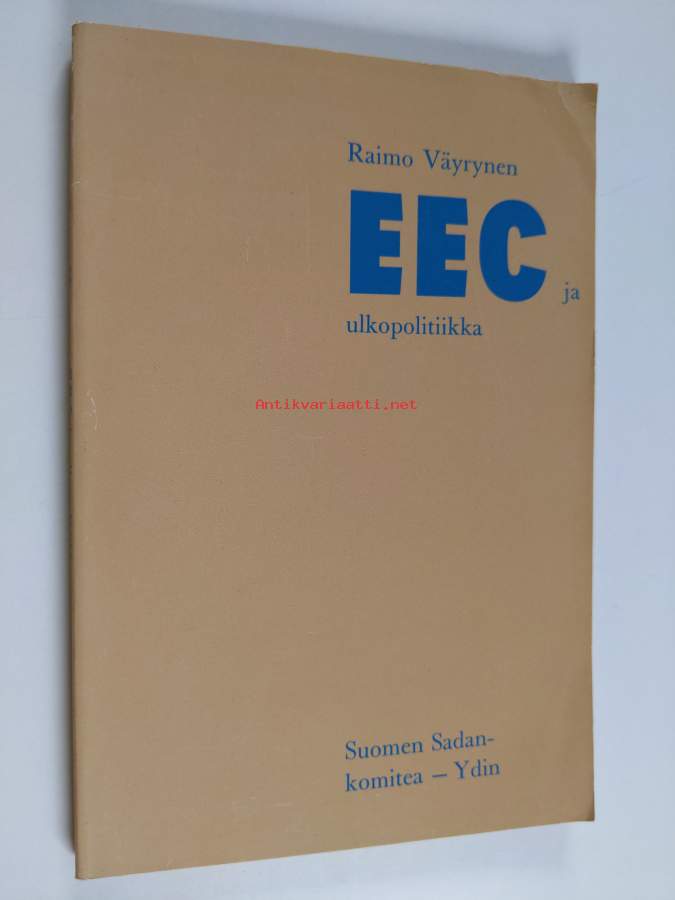 Raimo Väyrynen
EEC ja
ulkopolitiikka
Antikvariaatti.net
Suomen Sadan-
komitea – Ydin